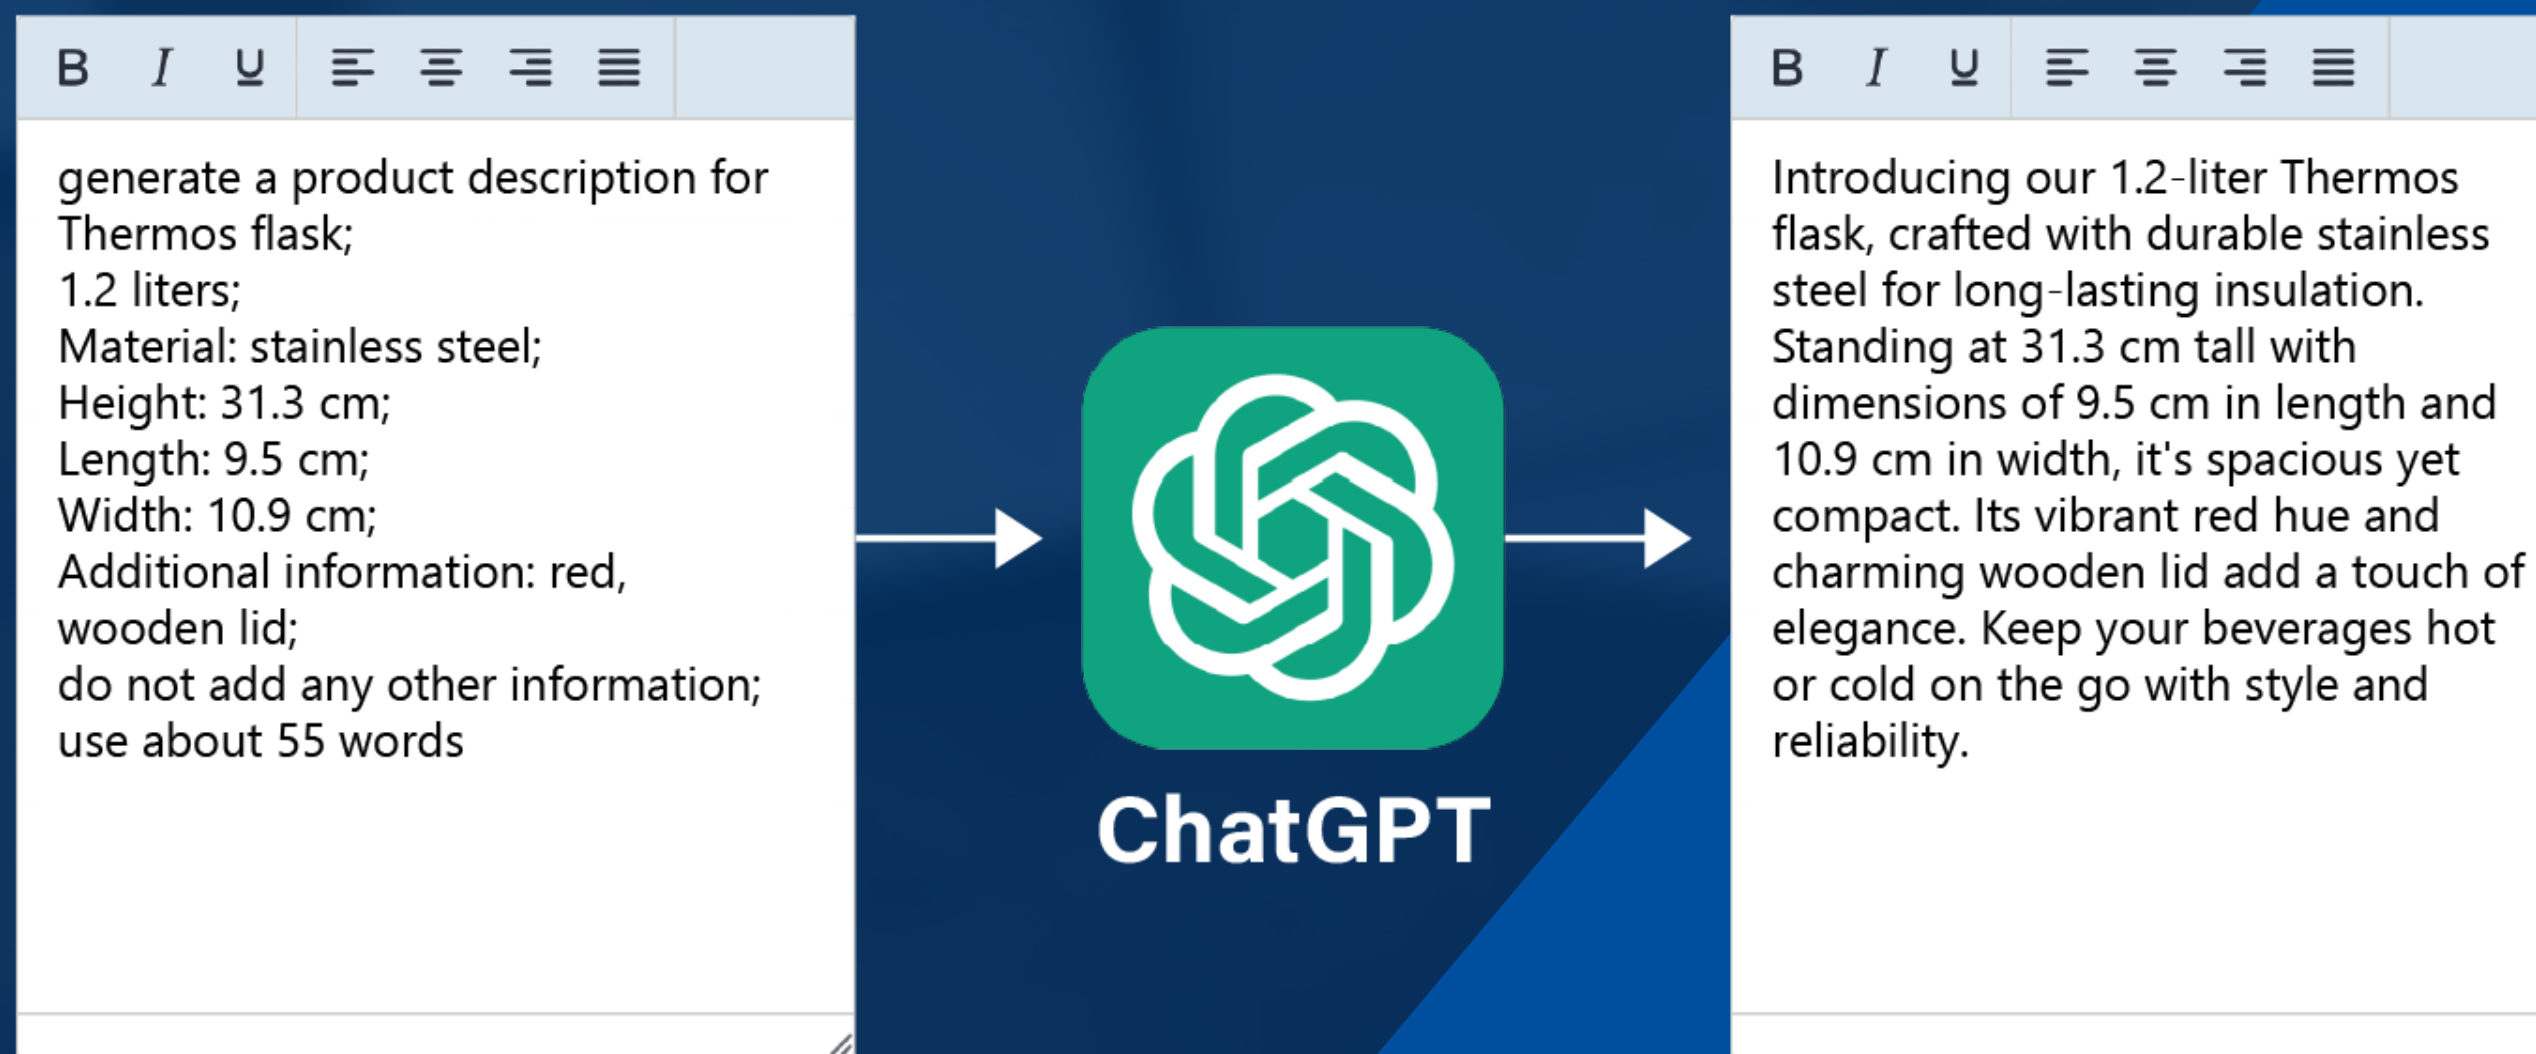 B I U
generate a product description for
Thermos flask;
1.2 liters;
Material: stainless steel;
Height: 31.3 cm;
Length: 9.5 cm;
Width: 10.9 cm;
Additional information: red,
wooden lid;
do not add any other information;
use about 55 words
ChatGPT
B I U
Introducing our 1.2-liter Thermos
flask, crafted with durable stainless
steel for long-lasting insulation.
Standing at 31.3 cm tall with
dimensions of 9.5 cm in length and
10.9 cm in width, it's spacious yet
compact. Its vibrant red hue and
charming wooden lid add a touch of
elegance. Keep your beverages hot
or cold on the go with style and
reliability.